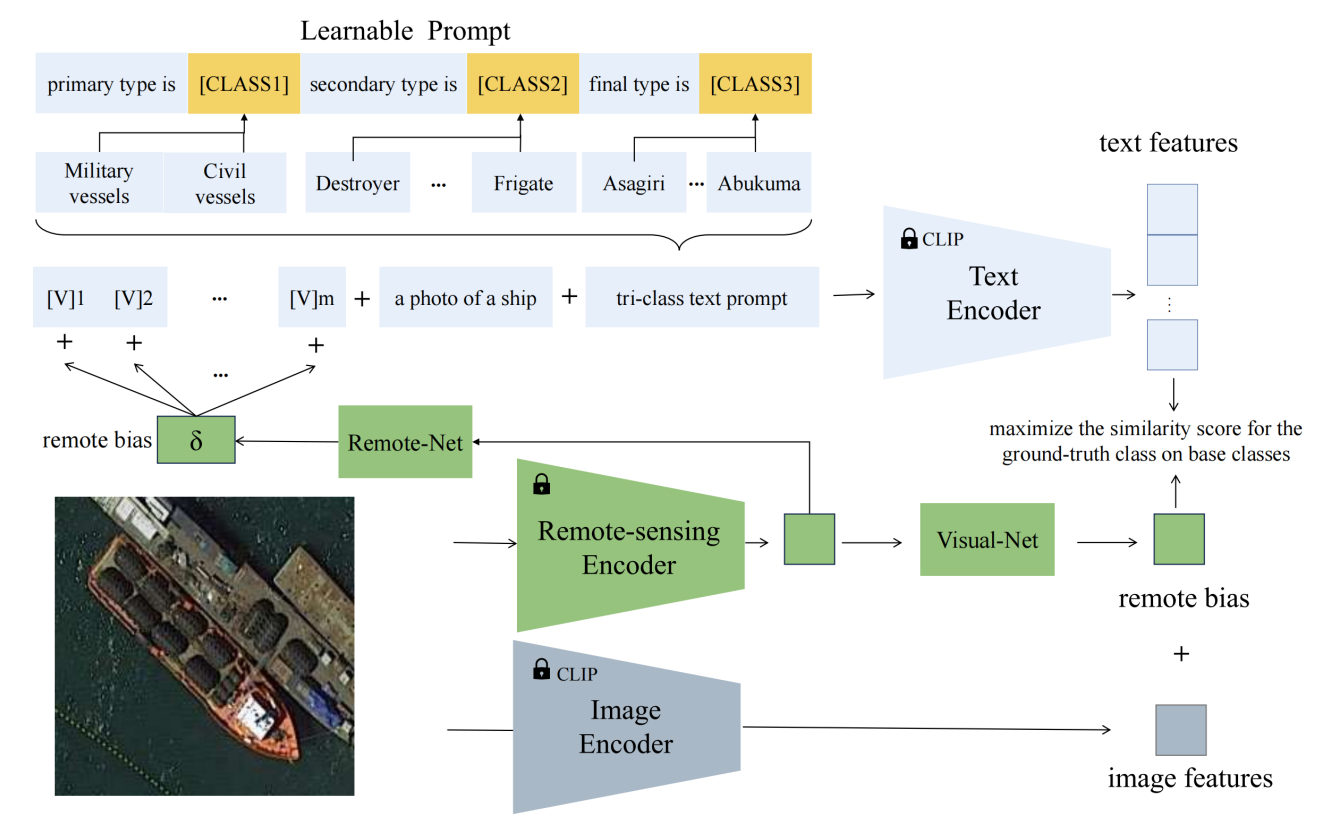 Learnable Prompt
primary type is [CLASS1] secondary type is [CLASS2] final type is [CLASS3]
Military
vessels
Civil
vessels
Destroyer
...
Frigate
Asagiri
...
Abukuma
text features
[V]1 [V]2 ... [V]m + a photo of a ship + tri-class text prompt
CLIP
Text
Encoder
+ + +
...
remote bias
δ
Remote-Net
maximize the similarity score for the
ground-truth class on base classes
Remote-sensing
Encoder
Visual-Net
remote bias
+
CLIP
Image
Encoder
image features